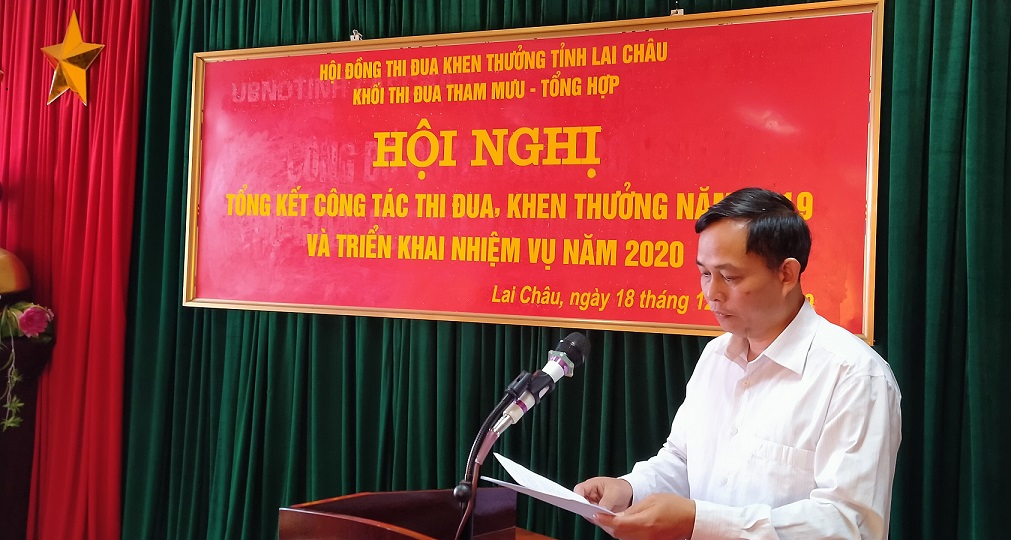 HỘI ĐỒNG THI ĐUA KHEN THƯỞNG TỈNH LAI CHÂU
KHỐI THI ĐUA THAM MƯU - TỔNG HỢP
HỘI NGHỊ
TỔNG KẾT CÔNG TÁC THI ĐUA, KHEN THƯỞNG NĂM 19
VÀ TRIỂN KHAI NHIỆM VỤ NĂM 2020
Lai Châu, ngày 18 tháng